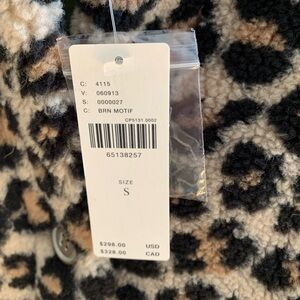 C: 4115
V: 060913
S: 0000027
C: BRN MOTIF
CP5131 0002
65138257
SIZE
S
$298.00 USD
$328.00 CAD